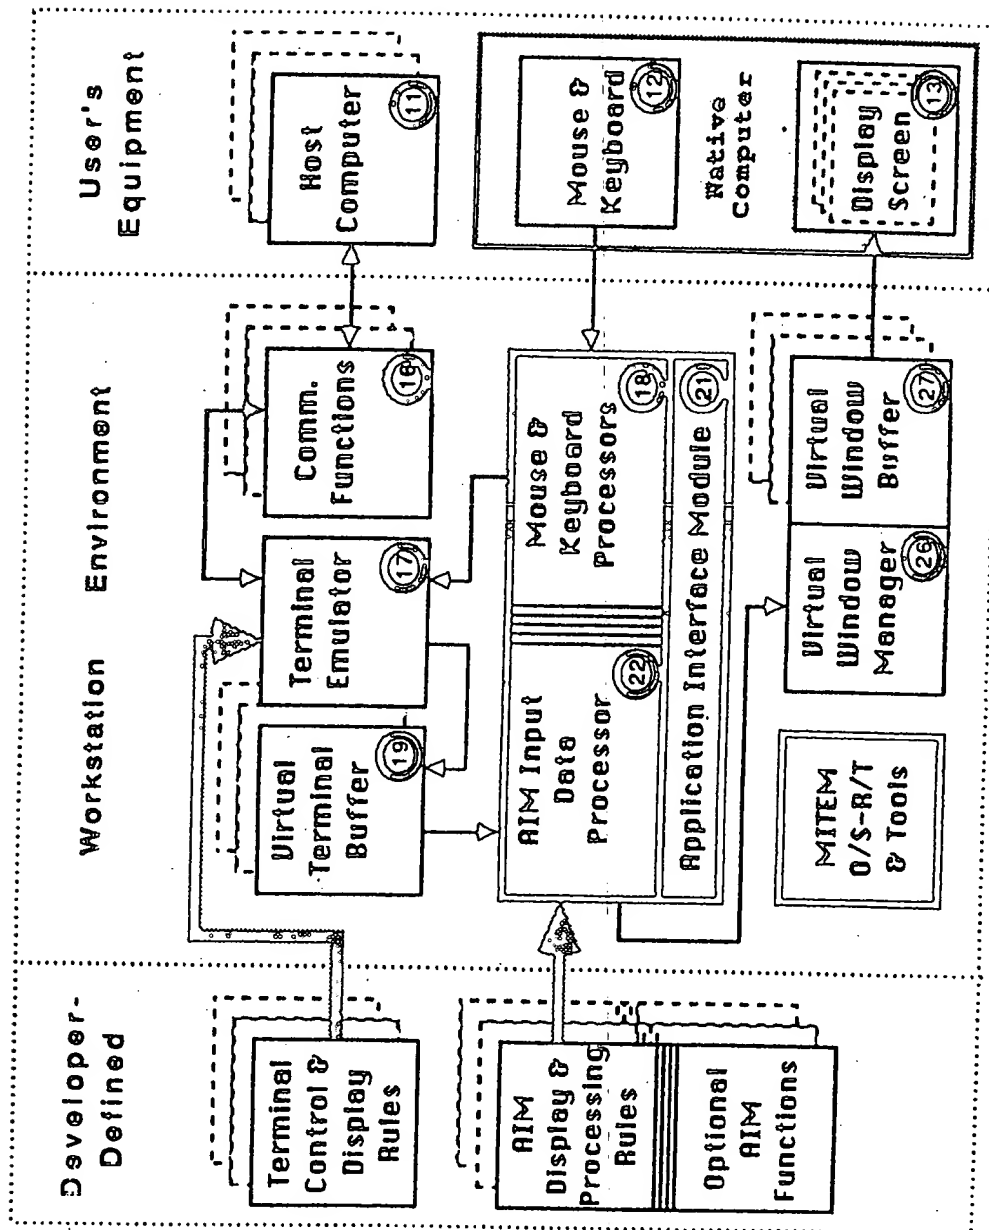 Developer-
Defined
Workstation Environment
User's
Equipment
Terminal
Control &
Display
Rules
Virtual
Terminal
Buffer
19
Terminal
Emulator
17
Comm.
Functions
16
Host
Computer
11
AIM
Display &
Processing
Rules
Optional
AIM
Functions
AIM Input
Data
Processor
22
Mouse &
Keyboard
Processors
18
Application Interface Module
21
Mouse &
Keyboard
12
Native
Computer
Display
Screen
13
MITEM
O/S-R/T
& Tools
Virtual
Window
Manager
26
Virtual
Window
Buffer
27